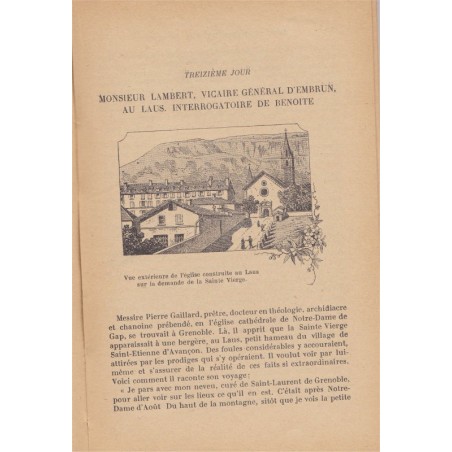 TREIZIÈME JOUR
MONSIEUR LAMBERT, VICAIRE GÉNÉRAL D'EMBRUN,
AU LAUS. INTERROGATOIRE DE BENOITE
Vue extérieure de l'église construite au Laus
sur la demande de la Sainte Vierge.
Messire Pierre Gaillard, prêtre, docteur en théologie, archidiacre
et chanoine prébendé, en l'église cathédrale de Notre-Dame de
Gap, se trouvait à Grenoble. Là, il apprit que la Sainte Vierge
apparaissait à une bergère, au Laus, petit hameau du village de
Saint-Etienne d'Avançon. Des foules considérables y accouraient,
attirées par les prodiges qui s'y opéraient. Il voulut voir par lui-
même et s'assurer de la réalité de ces faits si extraordinaires.
Voici comment il raconte son voyage:
« Je pars avec mon neveu, curé de Saint-Laurent de Grenoble,
pour aller voir sur les lieux ce qu'il en est. C'était après Notre-
Dame d'Août Du haut de la montagne, sitôt que je vois la petite